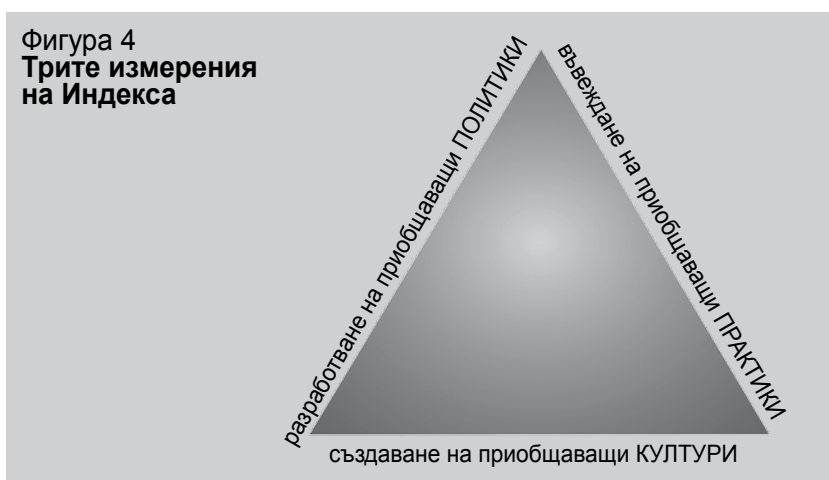 Фигура 4
Трите измерения
на Индекса
разработване на приобщаващи ПОЛИТИКИ
въвеждане на приобщаващи ПРАКТИКИ
създаване на приобщаващи КУЛТУРИ